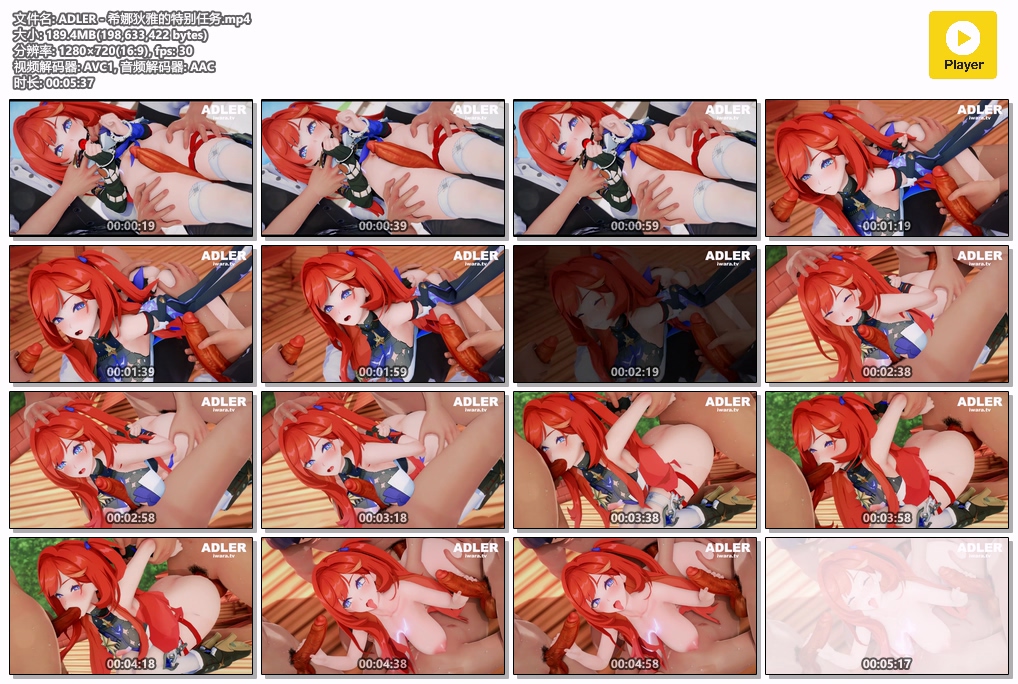 文件名: ADLER - 希娜狄雅的特别任务.mp4
大小: 189.4MB(198,633,422 bytes)
分辨率: 1280×720(16:9), fps: 30
视频解码器: AVC1, 音频解码器: AAC
时长: 00:05:37
Player
ADLER
iwara.tv
00:00:19
ADLER
iwara.tv
00:00:39
ADLER
iwara.tv
00:00:59
ADLER
iwara.tv
00:01:19
ADLER
iwara.tv
00:01:39
ADLER
iwara.tv
00:01:59
ADLER
iwara.tv
00:02:19
ADLER
iwara.tv
00:02:38
ADLER
iwara.tv
00:02:58
ADLER
iwara.tv
00:03:18
ADLER
iwara.tv
00:03:38
ADLER
iwara.tv
00:03:58
ADLER
iwara.tv
00:04:18
ADLER
iwara.tv
00:04:38
ADLER
iwara.tv
00:04:58
ADLER
iwara.tv
00:05:17